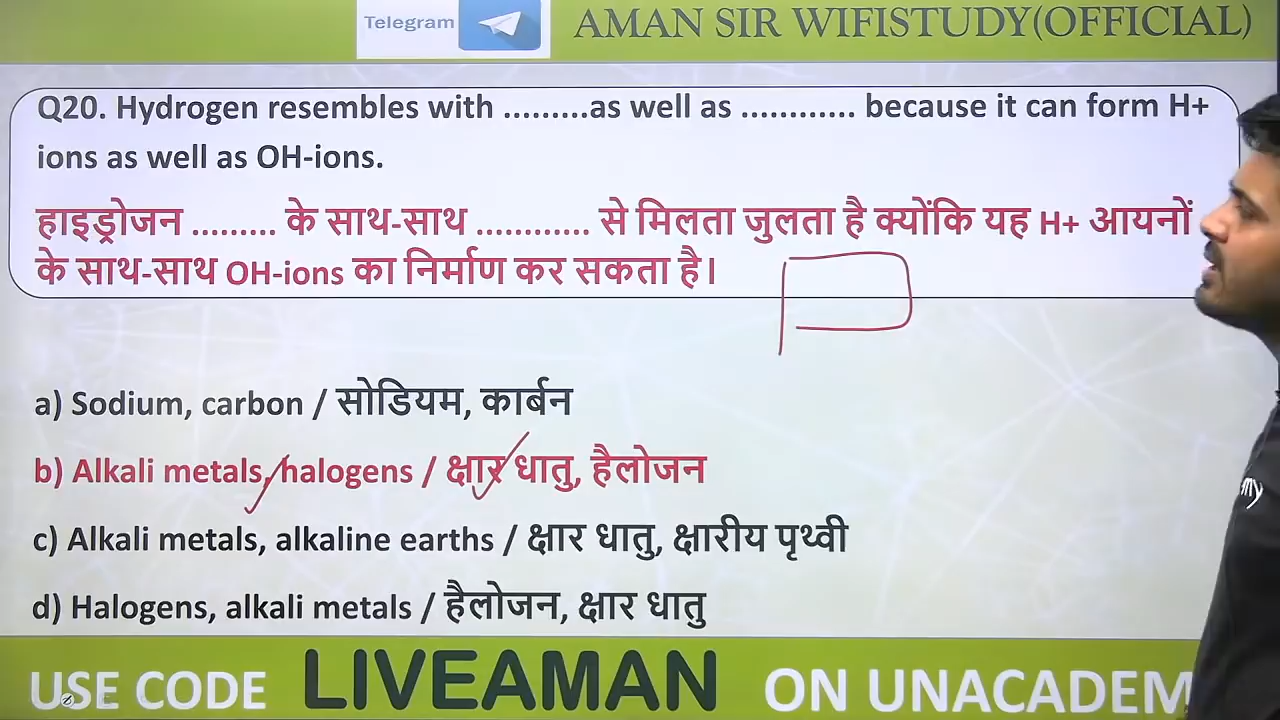 Telegram
AMAN SIR WIFISTUDY(OFFICIAL)
Q20. Hydrogen resembles with .........as well as ............ because it can form H+
ions as well as OH-ions.
हाइड्रोजन ......... के साथ-साथ ............ से मिलता जुलता है क्योंकि यह H+ आयनों
के साथ-साथ OH-ions का निर्माण कर सकता है।
a) Sodium, carbon / सोडियम, कार्बन
b) Alkali metals, halogens / क्षार धातु, हैलोजन
c) Alkali metals, alkaline earths / क्षार धातु, क्षारीय पृथ्वी
d) Halogens, alkali metals / हैलोजन, क्षार धातु
USE CODE LIVEAMAN ON UNACADEM